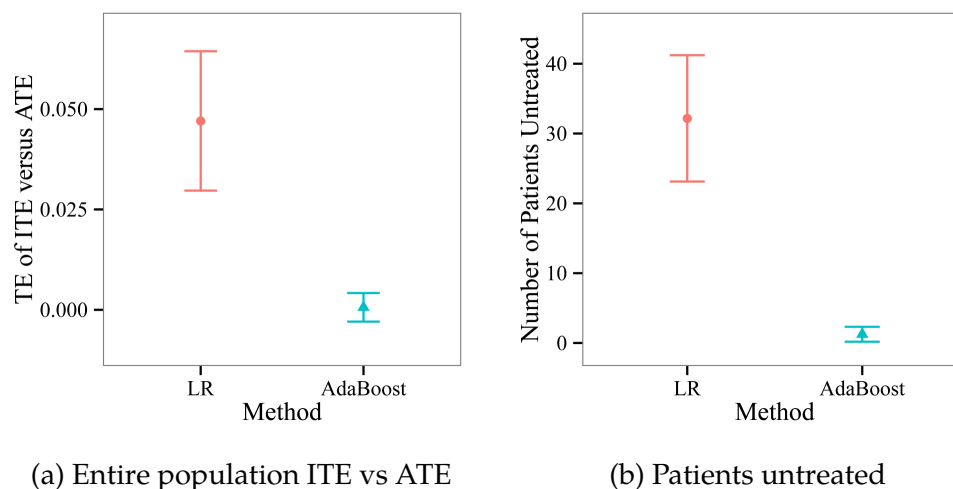 TE of ITE versus ATE
0.050
0.025
0.000
LR
AdaBoost
Method
(a) Entire population ITE vs ATE
Number of Patients Untreated
40
30
20
10
0
LR
AdaBoost
Method
(b) Patients untreated